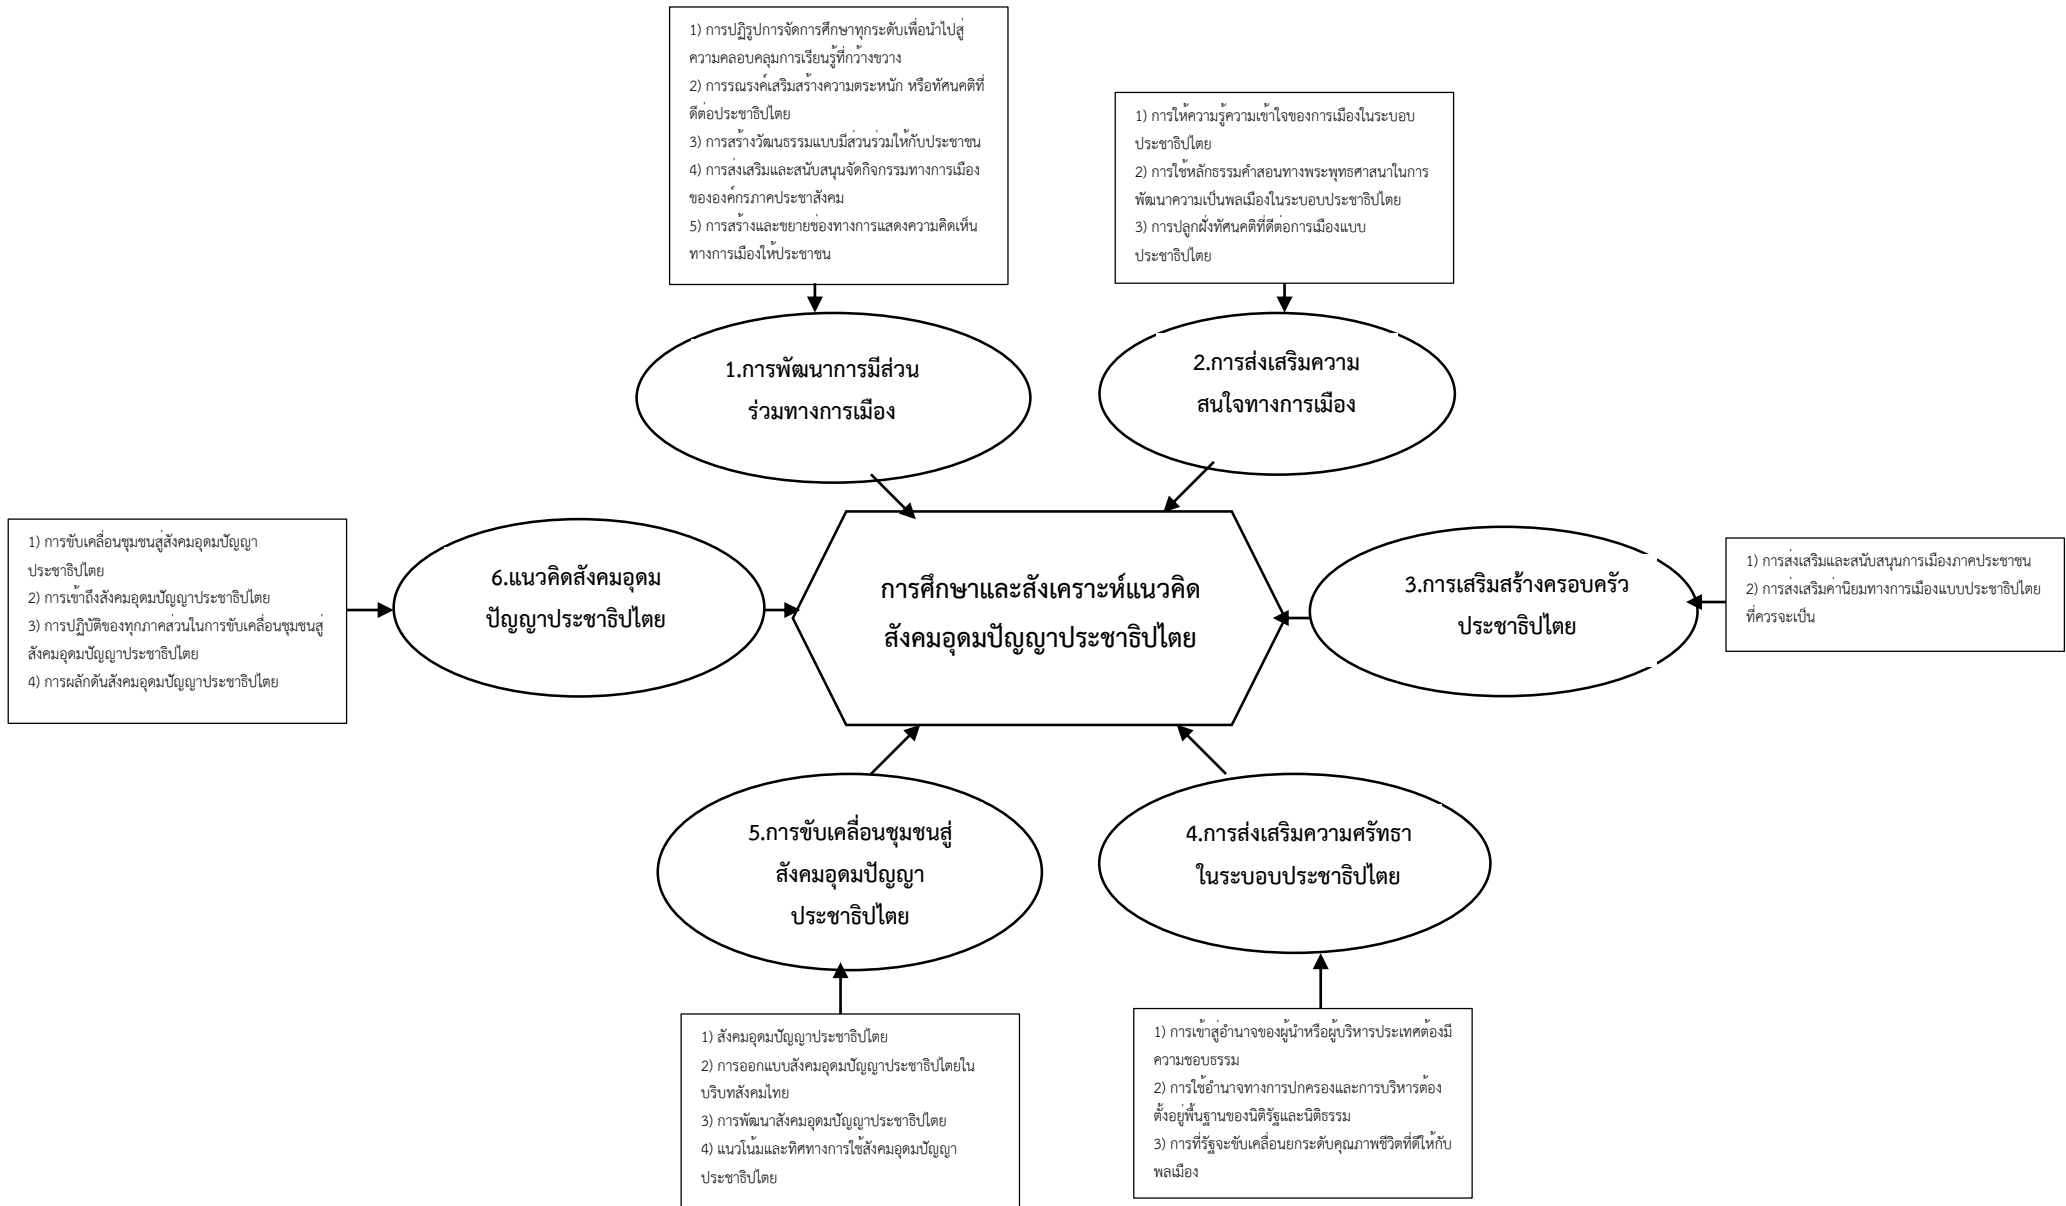 1) การปฏิรูปการจัดการศึกษาทุกระดับเพื่อนำไปสู่
ความคลอบคลุมการเรียนรู้ที่กว้างขวาง
2) การรณรงค์เสริมสร้างความตระหนัก หรือทัศนคติที่
ดีต่อประชาธิปไตย
3) การสร้างวัฒนธรรมแบบมีส่วนร่วมให้กับประชาชน
4) การส่งเสริมและสนับสนุนจัดกิจกรรมทางการเมือง
ขององค์กรภาคประชาสังคม
5) การสร้างและขยายช่องทางการแสดงความคิดเห็น
ทางการเมืองให้ประชาชน
1) การให้ความรู้ความเข้าใจของการเมืองในระบอบ
ประชาธิปไตย
2) การใช้หลักธรรมคำสอนทางพระพุทธศาสนาในการ
พัฒนาความเป็นพลเมืองในระบอบประชาธิปไตย
3) การปลูกฝั่งทัศนคติที่ดีต่อการเมืองแบบ
ประชาธิปไตย
1.การพัฒนาการมีส่วน
ร่วมทางการเมือง
2.การส่งเสริมความ
สนใจทางการเมือง
1) การขับเคลื่อนชุมชนสู่สังคมอุดมปัญญา
ประชาธิปไตย
2) การเข้าถึงสังคมอุดมปัญญาประชาธิปไตย
3) การปฏิบัติของทุกภาคส่วนในการขับเคลื่อนชุมชนสู่
สังคมอุดมปัญญาประชาธิปไตย
4) การผลักดันสังคมอุดมปัญญาประชาธิปไตย
6.แนวคิดสังคมอุดม
ปัญญาประชาธิปไตย
การศึกษาและสังเคราะห์แนวคิด
สังคมอุดมปัญญาประชาธิปไตย
3.การเสริมสร้างครอบครัว
ประชาธิปไตย
1) การส่งเสริมและสนับสนุนการเมืองภาคประชาชน
2) การส่งเสริมค่านิยมทางการเมืองแบบประชาธิปไตย
ที่ควรจะเป็น
5.การขับเคลื่อนชุมชนสู่
สังคมอุดมปัญญา
ประชาธิปไตย
4.การส่งเสริมความศรัทธา
ในระบอบประชาธิปไตย
1) สังคมอุดมปัญญาประชาธิปไตย
2) การออกแบบสังคมอุดมปัญญาประชาธิปไตยใน
บริบทสังคมไทย
3) การพัฒนาสังคมอุดมปัญญาประชาธิปไตย
4) แนวโน้มและทิศทางการใช้สังคมอุดมปัญญา
ประชาธิปไตย
1) การเข้าสู่อำนาจของผู้นำหรือผู้บริหารประเทศต้องมี
ความชอบธรรม
2) การใช้อำนาจทางการปกครองและการบริหารต้อง
ตั้งอยู่พื้นฐานของนิติรัฐและนิติธรรม
3) การที่รัฐจะขับเคลื่อนยกระดับคุณภาพชีวิตที่ดีให้กับ
พลเมือง